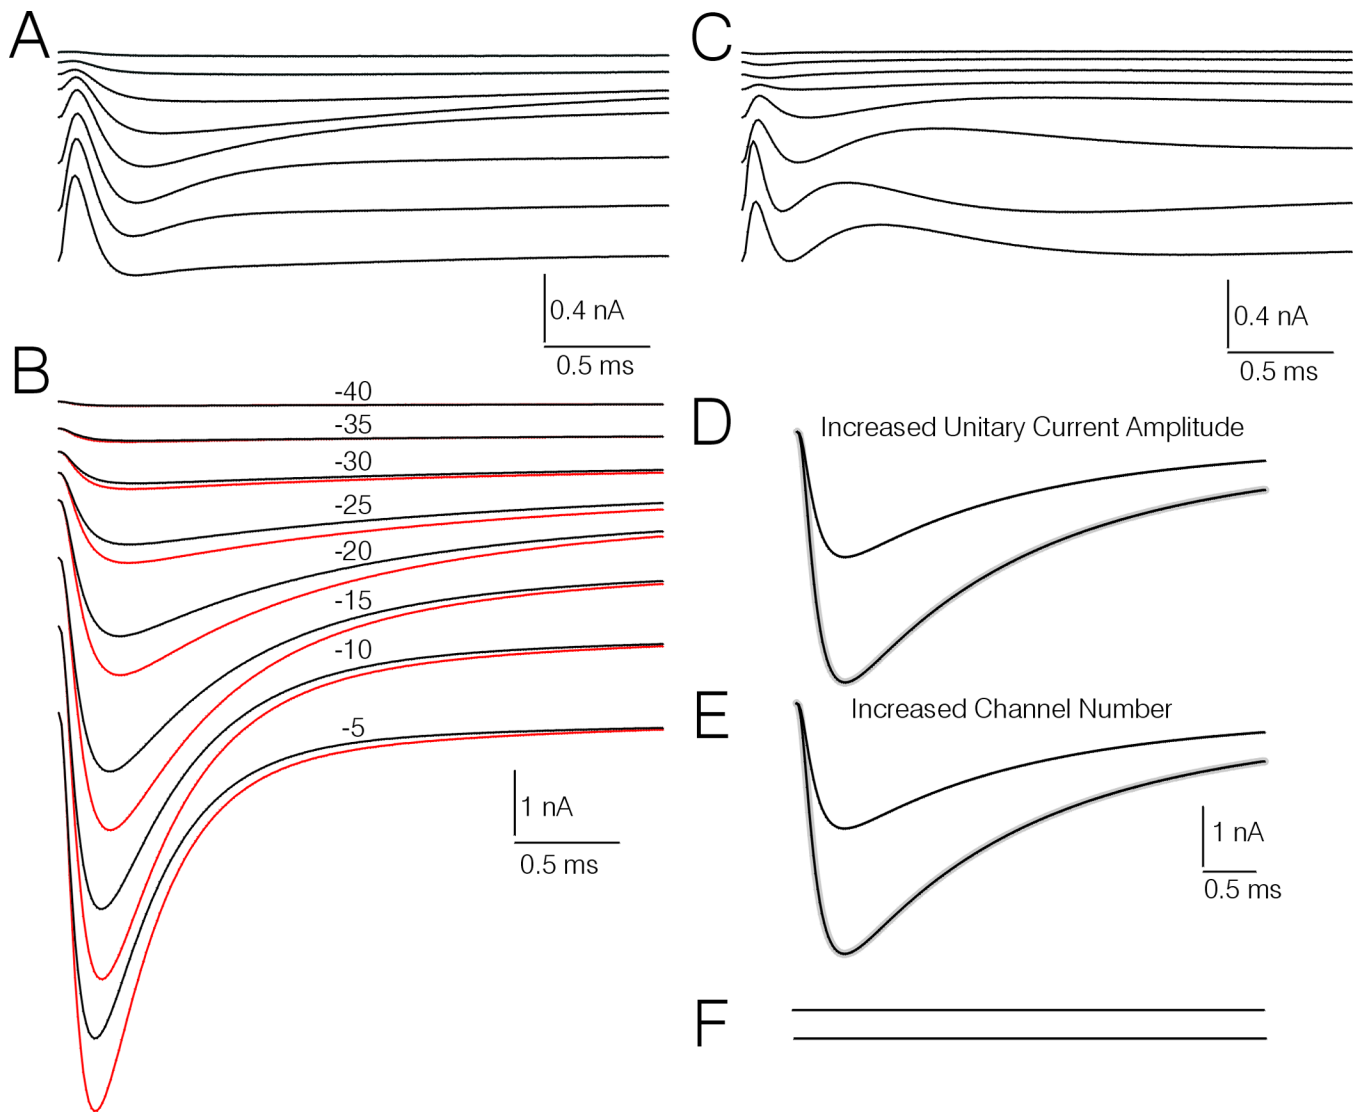 A
C
0.4 nA
0.5 ms
0.4 nA
0.5 ms
B
-40
-35
-30
-25
-20
-15
-10
-5
1 nA
0.5 ms
D
Increased Unitary Current Amplitude
E
Increased Channel Number
1 nA
0.5 ms
F